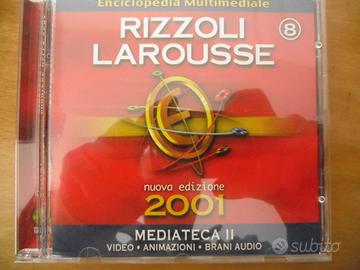 Enciclopedia Multimediale
RIZZOLI
LAROUSSE
8
nuova edizione
2001
MEDIATECA II
VIDEO • ANIMAZIONI • BRANI AUDIO
subito